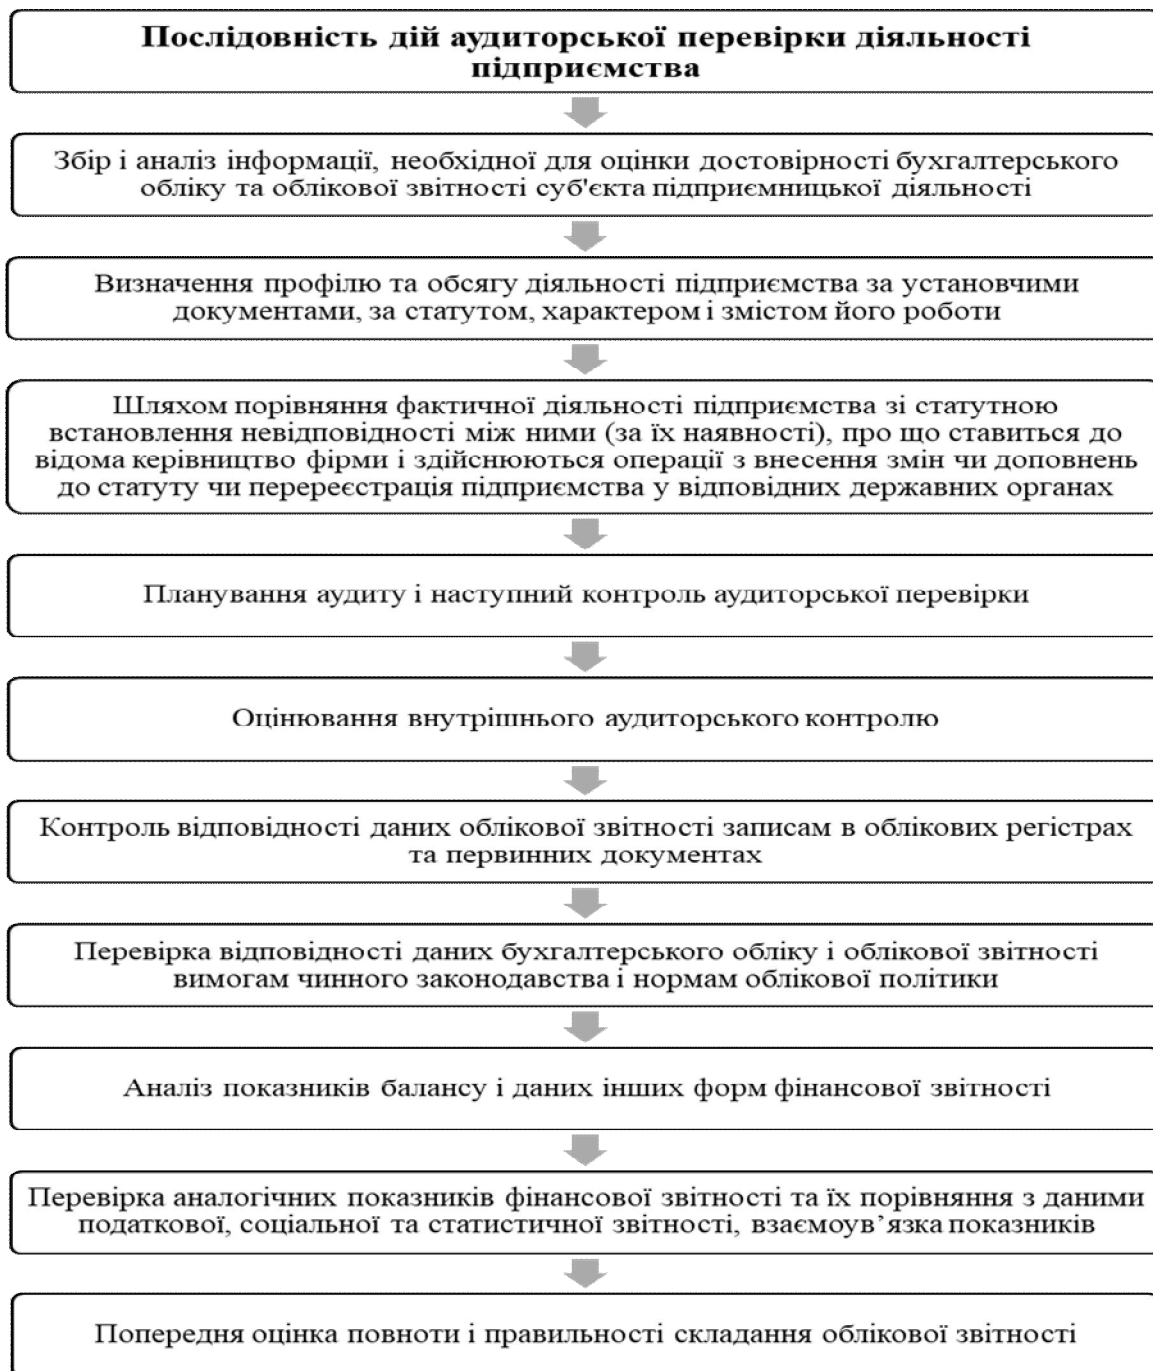 Послідовність дій аудиторської перевірки діяльності
підприємства
Збір і аналіз інформації, необхідної для оцінки достовірності бухгалтерського
обліку та облікової звітності суб'єкта підприємницької діяльності
Визначення профілю та обсягу діяльності підприємства за установчими
документами, за статутом, характером і змістом його роботи
Шляхом порівняння фактичної діяльності підприємства зі статутною
встановлення невідповідності між ними (за їх наявності), про що ставиться до
відома керівництво фірми і здійснюються операції з внесення змін чи доповнень
до статуту чи перереєстрація підприємства у відповідних державних органах
Планування аудиту і наступний контроль аудиторської перевірки
Оцінювання внутрішнього аудиторського контролю
Контроль відповідності даних облікової звітності записам в облікових регістрах
та первинних документах
Перевірка відповідності даних бухгалтерського обліку і облікової звітності
вимогам чинного законодавства і нормам облікової політики
Аналіз показників балансу і даних інших форм фінансової звітності
Перевірка аналогічних показників фінансової звітності та їх порівняння з даними
податкової, соціальної та статистичної звітності, взаємоув’язка показників
Попередня оцінка повноти і правильності складання облікової звітності